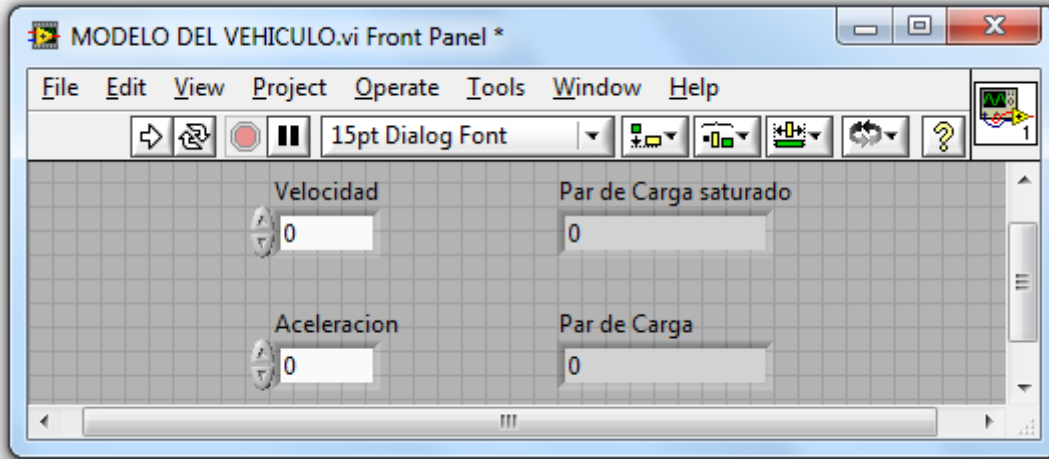 MODELO DEL VEHICULO.vi Front Panel *
File Edit View Project Operate Tools Window Help
15pt Dialog Font
1
Velocidad
Par de Carga saturado
0
0
Aceleracion
Par de Carga
0
0